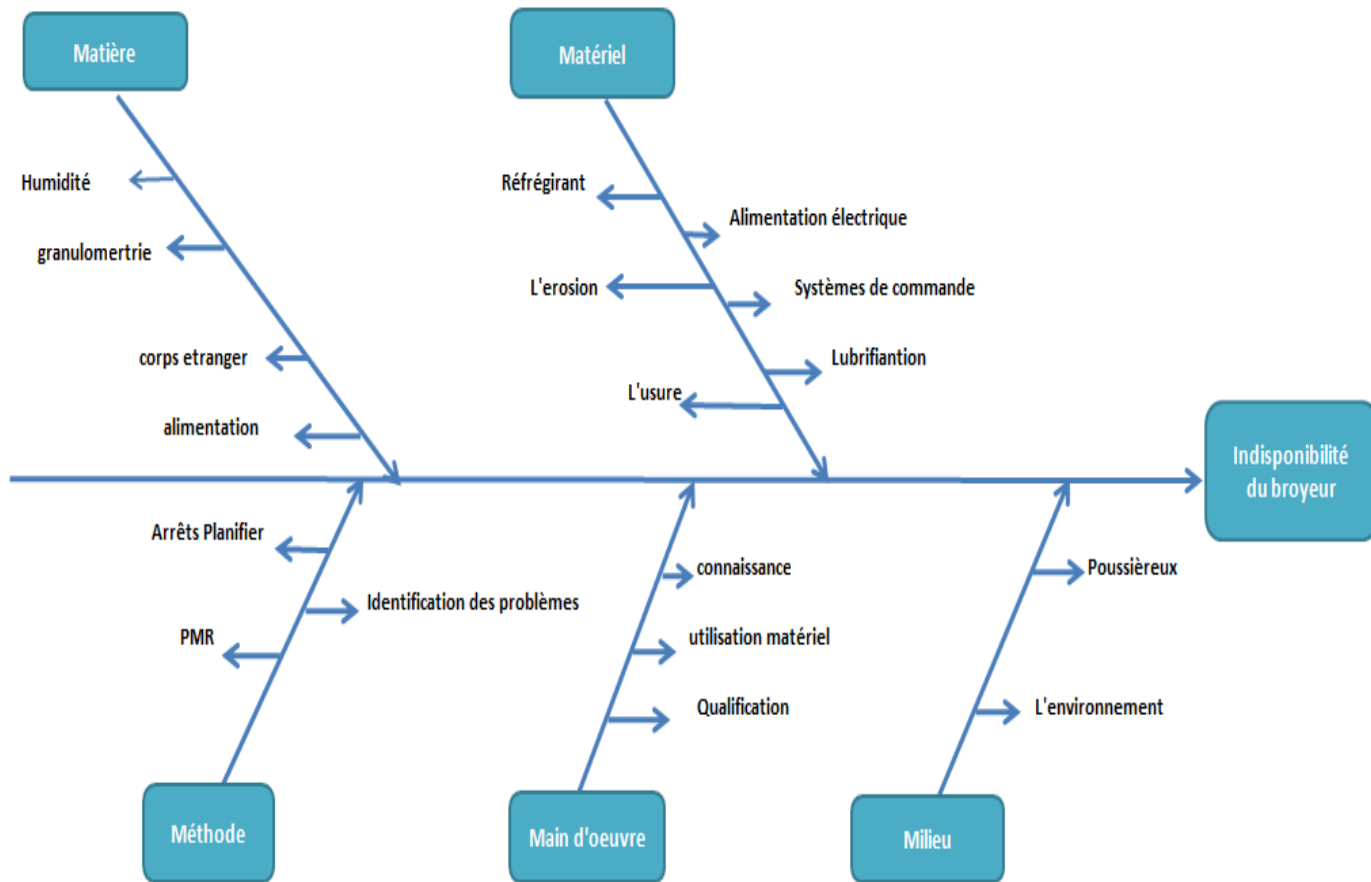 Matière
Matériel
Humidité
Réfrégirant
Alimentation électrique
granulomertrie
L'erosion
Systèmes de commande
corps etranger
Lubrifiantion
L'usure
alimentation
Indisponibilité
du broyeur
Arrêts Planifier
connaissance
Poussièreux
Identification des problèmes
PMR
utilisation matériel
Qualification
L'environnement
Méthode
Main d'oeuvre
Milieu